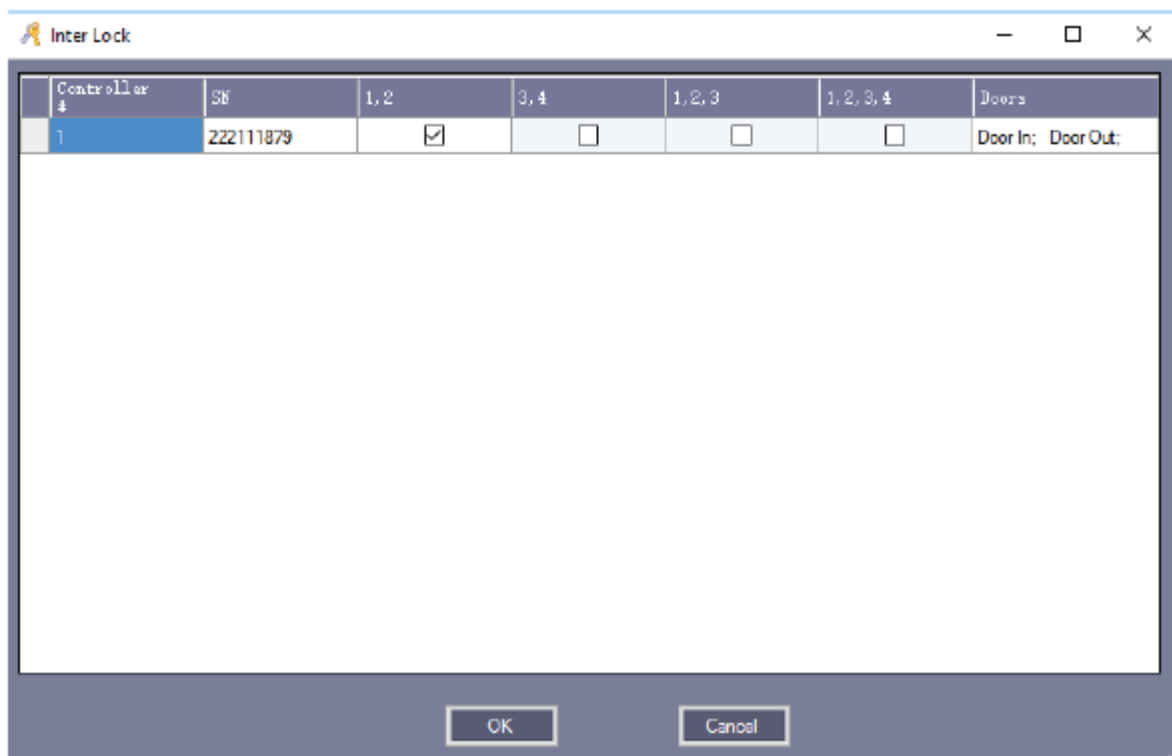 Inter Lock
Controller
#
SN
1,2
3,4
1,2,3
1,2,3,4
Doors
1
222111879
Door In; Door Out;
OK
Cancel